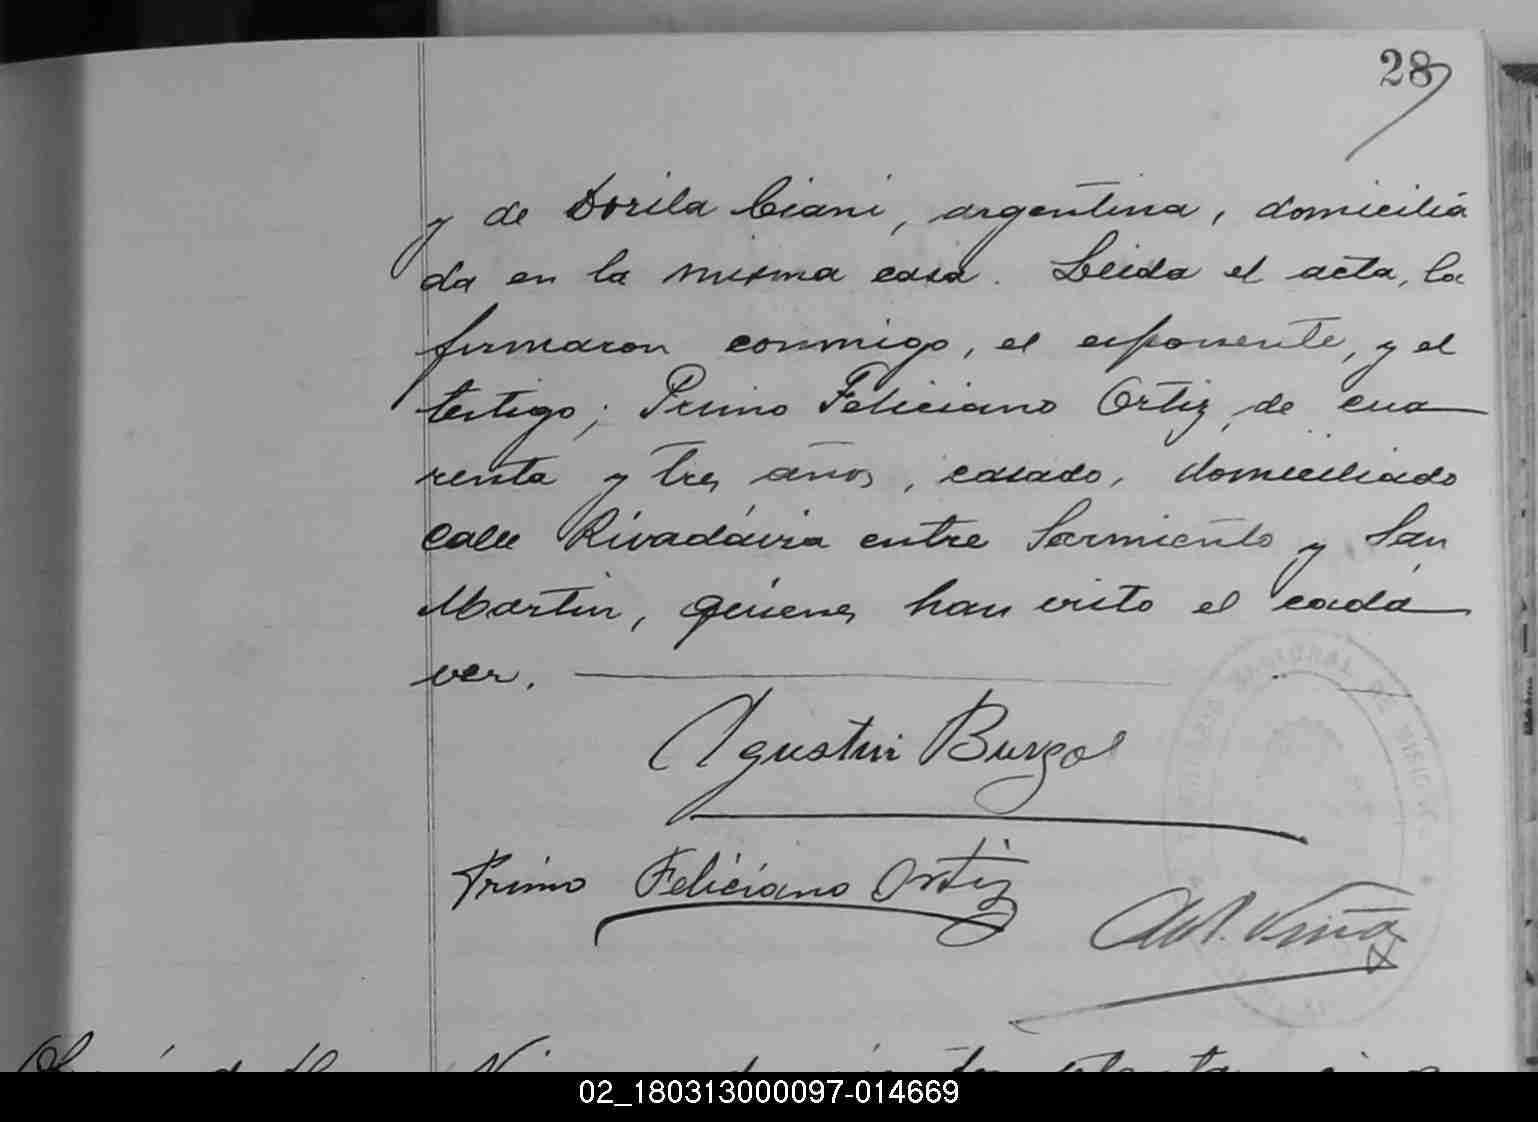 28
y de Dorila Ciani, argentina, domicilia
da en la misma casa. Leida el acta, la
firmaron conmigo, el exponente, y el
testigo; Primo Feliciano Ortiz, de cua
renta y tres años, casado, domiciliado
calle Rivadávia entre Sarmiento y San
Martin, quienes han visto el cadá
ver.
Agustin Burgos
Primo Feliciano Ortiz
02_180313000097-014669